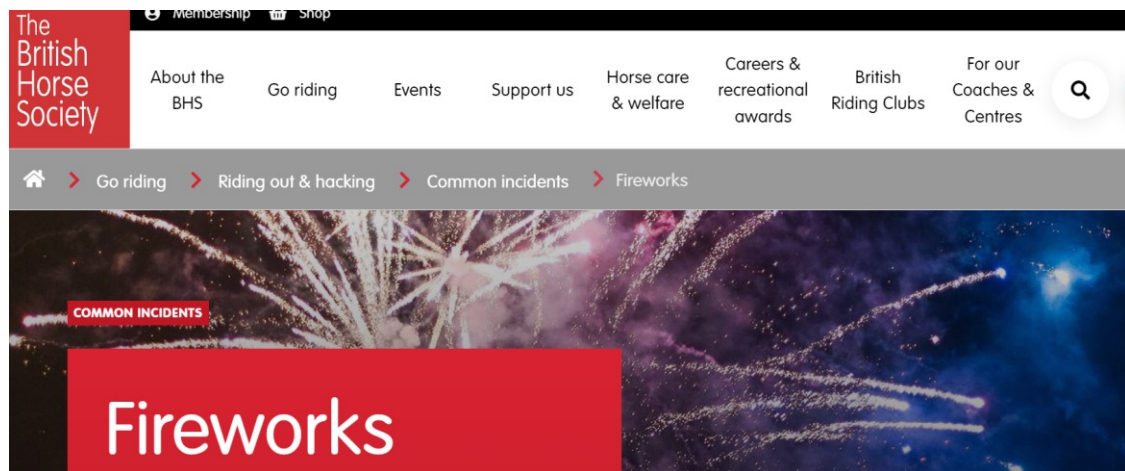 Membership Shop
The
British
Horse
Society
About the
BHS
Go riding
Events
Support us
Horse care
& welfare
Careers &
recreational
awards
British
Riding Clubs
For our
Coaches &
Centres
Go riding Riding out & hacking Common incidents Fireworks
COMMON INCIDENTS
Fireworks